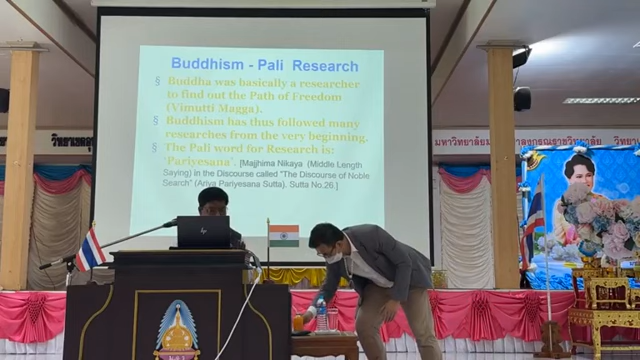 Buddhism - Pali Research
§ Buddha was basically a researcher
to find out the Path of Freedom
(Vimutti Magga).
§ Buddhism has thus followed many
researches from the very beginning.
§ The Pali word for Research is:
'Pariyesana'. [Majjhima Nikaya (Middle Length
Saying) in the Discourse called "The Discourse of Noble
Search" (Ariya Pariyesana Sutta). Sutta No.26.]
hp